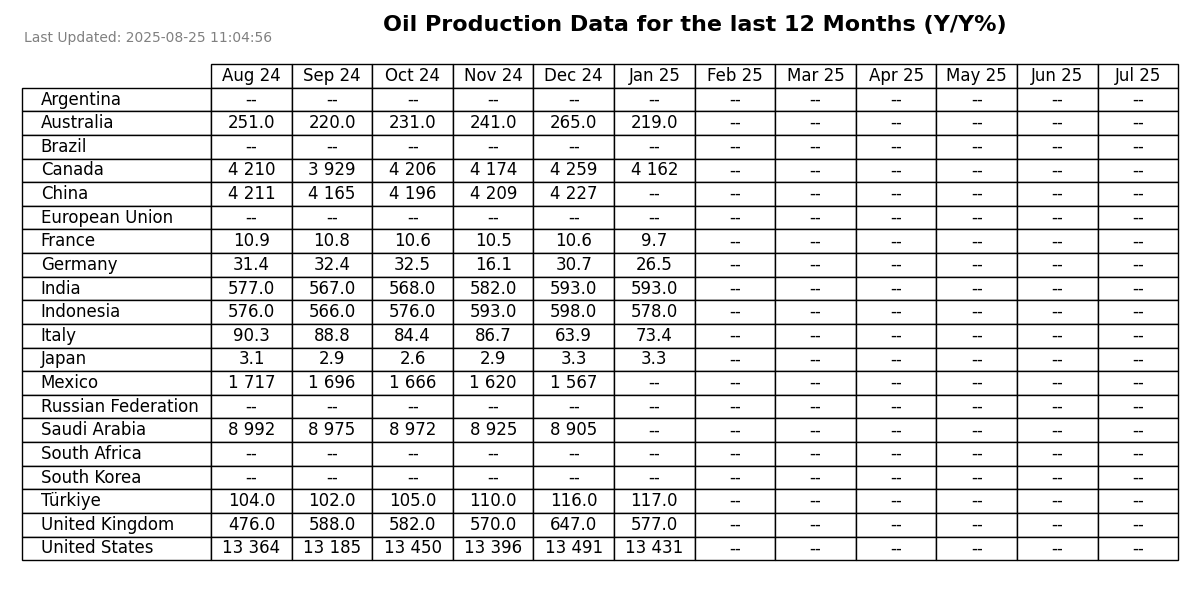 Oil Production Data for the last 12 Months (Y/Y%)
Last Updated: 2025-08-25 11:04:56
Aug 24 Sep 24 Oct 24 Nov 24 Dec 24 Jan 25 Feb 25 Mar 25 Apr 25 May 25 Jun 25 Jul 25
Argentina -- -- -- -- -- -- -- -- -- -- -- --
Australia 251.0 220.0 231.0 241.0 265.0 219.0 -- -- -- -- -- --
Brazil -- -- -- -- -- -- -- -- -- -- -- --
Canada 4 210 3 929 4 206 4 174 4 259 4 162 -- -- -- -- -- --
China 4 211 4 165 4 196 4 209 4 227 -- -- -- -- -- -- --
European Union -- -- -- -- -- -- -- -- -- -- -- --
France 10.9 10.8 10.6 10.5 10.6 9.7 -- -- -- -- -- --
Germany 31.4 32.4 32.5 16.1 30.7 26.5 -- -- -- -- -- --
India 577.0 567.0 568.0 582.0 593.0 593.0 -- -- -- -- -- --
Indonesia 576.0 566.0 576.0 593.0 598.0 578.0 -- -- -- -- -- --
Italy 90.3 88.8 84.4 86.7 63.9 73.4 -- -- -- -- -- --
Japan 3.1 2.9 2.6 2.9 3.3 3.3 -- -- -- -- -- --
Mexico 1 717 1 696 1 666 1 620 1 567 -- -- -- -- -- -- --
Russian Federation -- -- -- -- -- -- -- -- -- -- -- --
Saudi Arabia 8 992 8 975 8 972 8 925 8 905 -- -- -- -- -- -- --
South Africa -- -- -- -- -- -- -- -- -- -- -- --
South Korea -- -- -- -- -- -- -- -- -- -- -- --
Türkiye 104.0 102.0 105.0 110.0 116.0 117.0 -- -- -- -- -- --
United Kingdom 476.0 588.0 582.0 570.0 647.0 577.0 -- -- -- -- -- --
United States 13 364 13 185 13 450 13 396 13 491 13 431 -- -- -- -- -- --